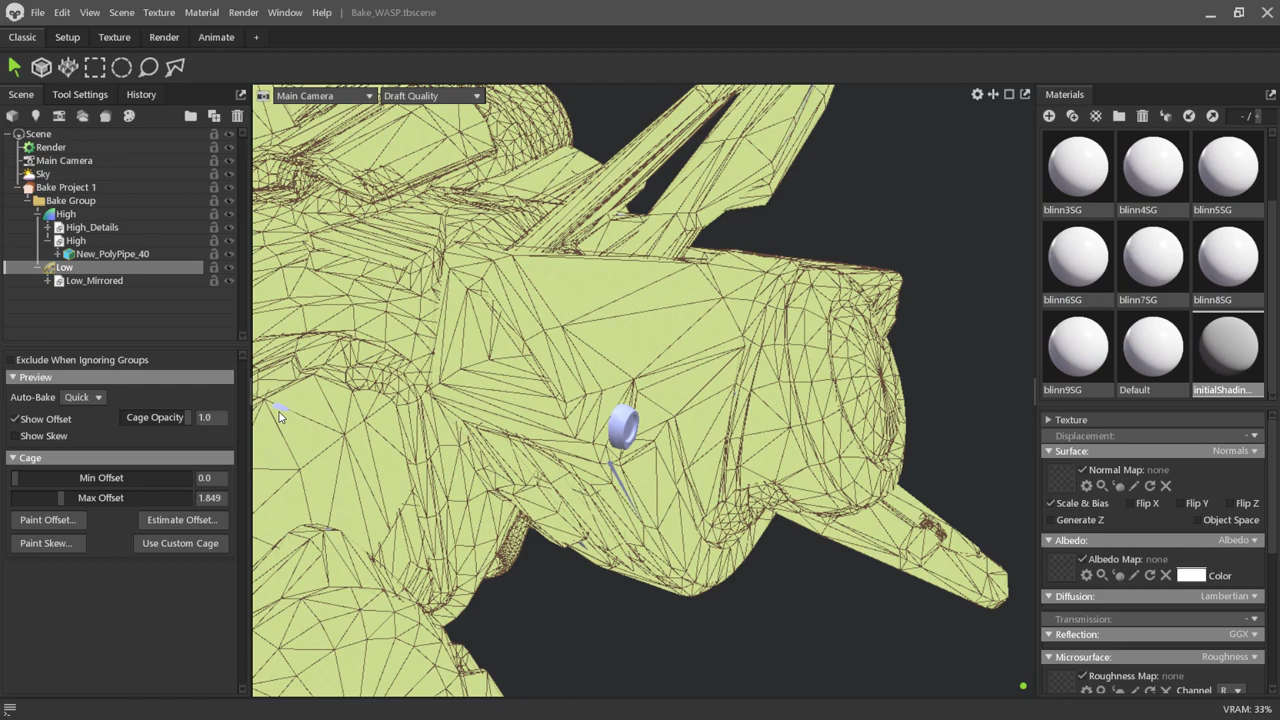 File Edit View Scene Texture Material Render Window Help Bake_WASP.tbscene
Classic Setup Texture Render Animate +
Scene Tool Settings History
Main Camera Draft Quality
Materials
- /
Scene
Render
Main Camera
Sky
Bake Project 1
Bake Group
High
High_Details
High
New_PolyPipe_40
Low
Low_Mirrored
Exclude When Ignoring Groups
Preview
Auto-Bake Quick
Show Offset Cage Opacity 1.0
Show Skew
Cage
Min Offset 0.0
Max Offset 1.849
Paint Offset... Estimate Offset...
Paint Skew... Use Custom Cage
blinn3SG blinn4SG blinn5SG
blinn6SG blinn7SG blinn8SG
blinn9SG Default initialShadin...
Texture
Displacement: -
Surface: Normals
Normal Map: none
Scale & Bias Flip X Flip Y Flip Z
Generate Z Object Space
Albedo: Albedo
Albedo Map: none
Color
Diffusion: Lambertian
Transmission: -
Reflection: GGX
Microsurface: Roughness
Roughness Map: none
Channel R
VRAM: 33%